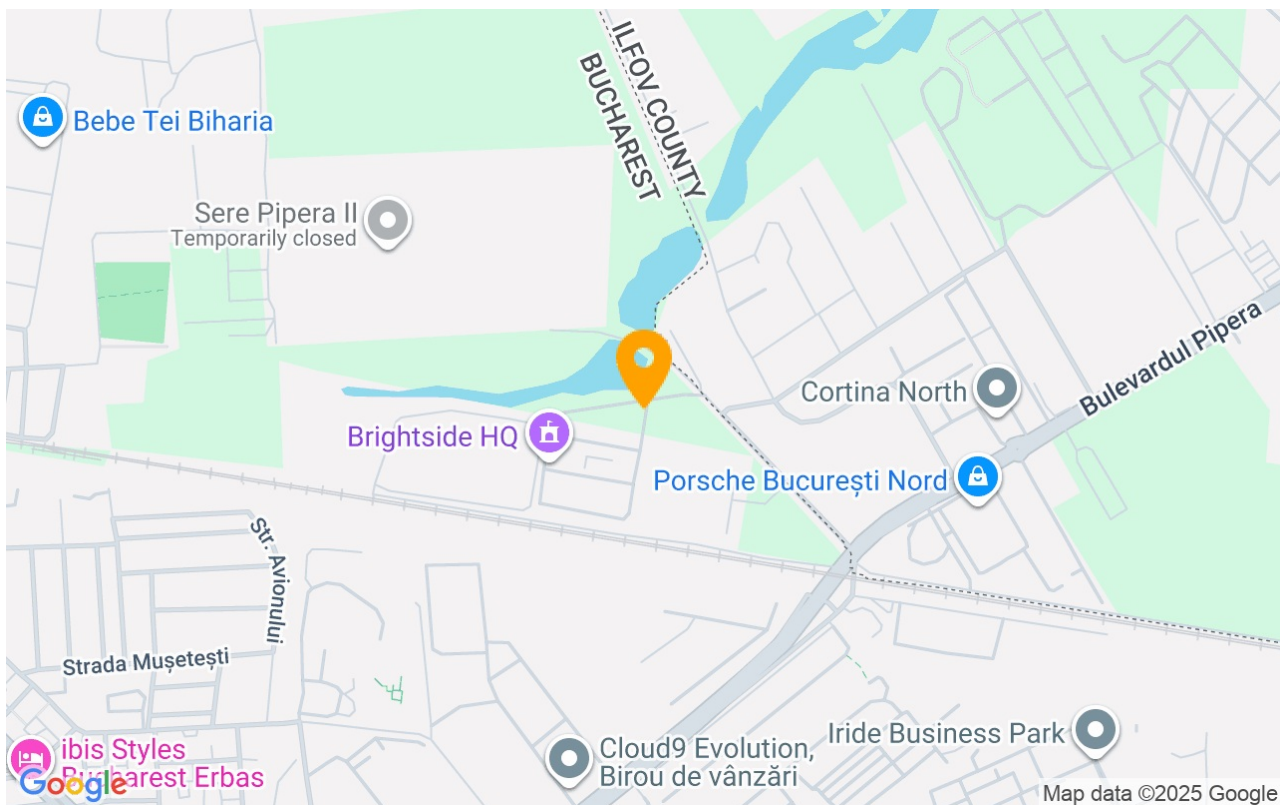 ILFOV COUNTY
BUCHAREST
Bebe Tei Biharia
Sere Pipera II
Temporarily closed
Bulevardul Pipera
Cortina North
Brightside HQ
Porsche București Nord
Str. Avionului
Strada Mușetești
Iride Business Park
ibis Styles
Bucharest Erbas
Cloud9 Evolution,
Birou de vânzări
Google
Map data ©2025 Google